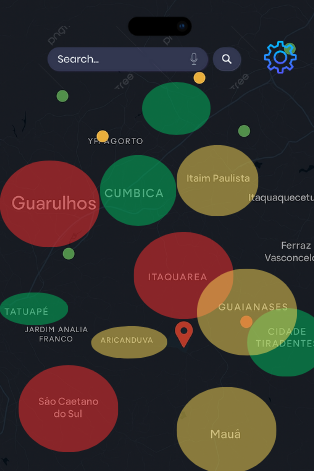 Search...
YPAGORTO
Itaim Paulista
CUMBICA
Guarulhos
Itaquaquecetu
Ferraz
Vasconcelo
ITAQUAREA
GUAIANASES
TATUAPÉ
CIDADE
TIRADENTES
JARDIM ANALIA
FRANCO
ARICANDUVA
São Caetano
do Sul
Mauá